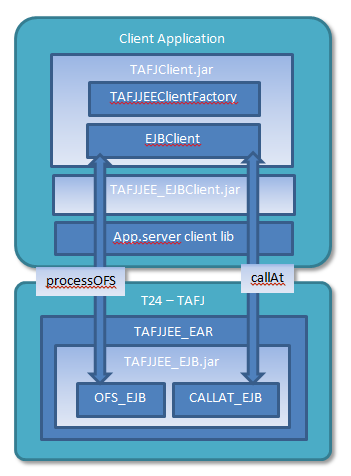 Client Application
TAFJClient.jar
TAFJJEEClientFactory
EJBClient
TAFJJEE_EJBClient.jar
App.server client lib
processOFS
callAt
T24 – TAFJ
TAFJJEE_EAR
TAFJJEE_EJB.jar
OFS_EJB
CALLAT_EJB